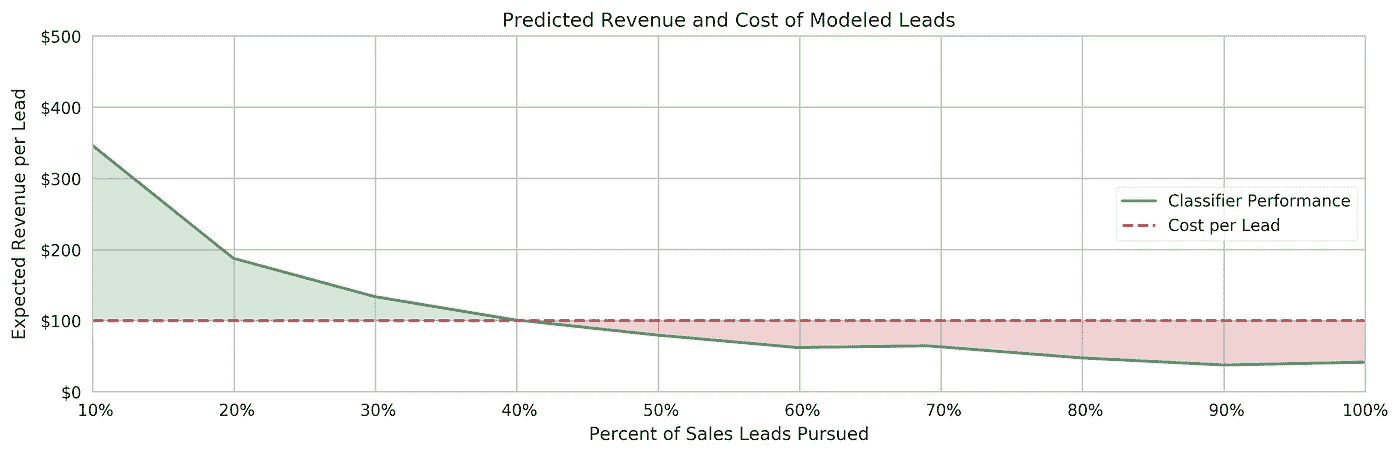 Predicted Revenue and Cost of Modeled Leads
Expected Revenue per Lead
$500
$400
$300
$200
$100
$0
Classifier Performance
Cost per Lead
10% 20% 30% 40% 50% 60% 70% 80% 90% 100%
Percent of Sales Leads Pursued